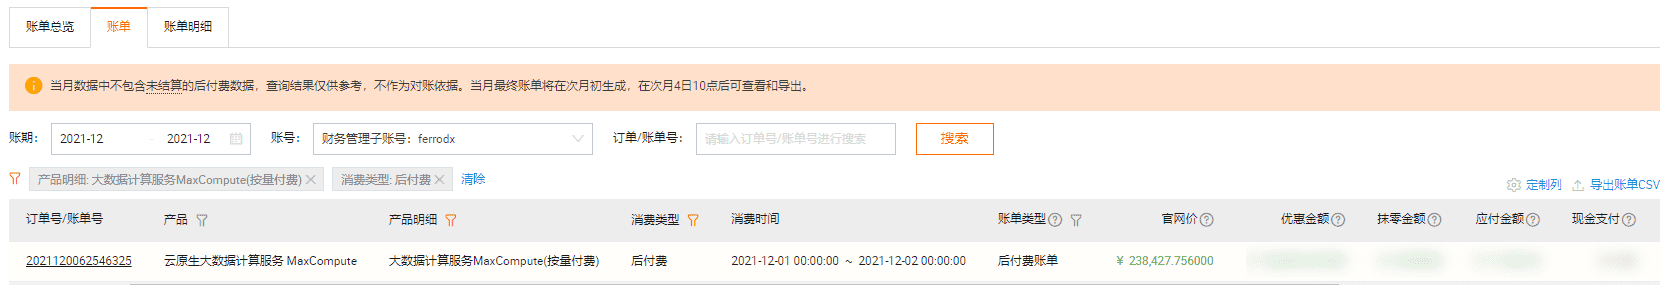 账单总览 账单 账单明细
当月数据中不包含未结算的后付费数据，查询结果仅供参考，不作为对账依据。当月最终账单将在次月初生成，在次月4日10点后可查看和导出。
账期： 2021-12 - 2021-12 账号： 财务管理子账号：ferrodx 订单/账单号： 请输入订单号/账单号进行搜索 搜索
产品明细: 大数据计算服务MaxCompute(按量付费) 消费类型: 后付费 清除
定制列 导出账单CSV
订单号/账单号 产品 产品明细 消费类型 消费时间 账单类型 官网价 优惠金额 抹零金额 应付金额 现金支付
2021120062546325 云原生大数据计算服务 MaxCompute 大数据计算服务MaxCompute(按量付费) 后付费 2021-12-01 00:00:00 ~ 2021-12-02 00:00:00 后付费账单 ¥ 238,427.756000